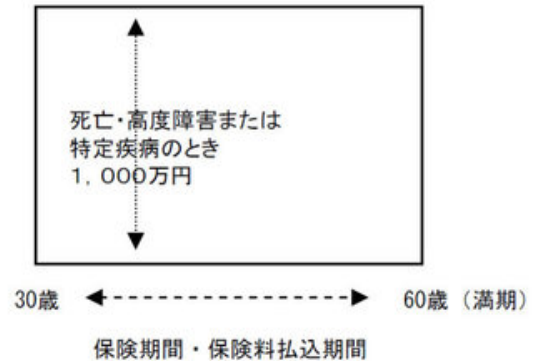 死亡・高度障害または
特定疾病のとき
１，０００万円
30歳
60歳（満期）
保険期間・保険料払込期間